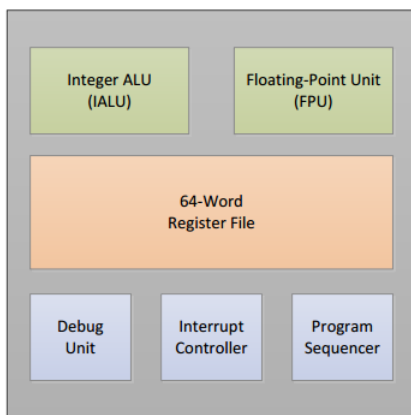 Integer ALU
(IALU)
Floating-Point Unit
(FPU)
64-Word
Register File
Debug
Unit
Interrupt
Controller
Program
Sequencer